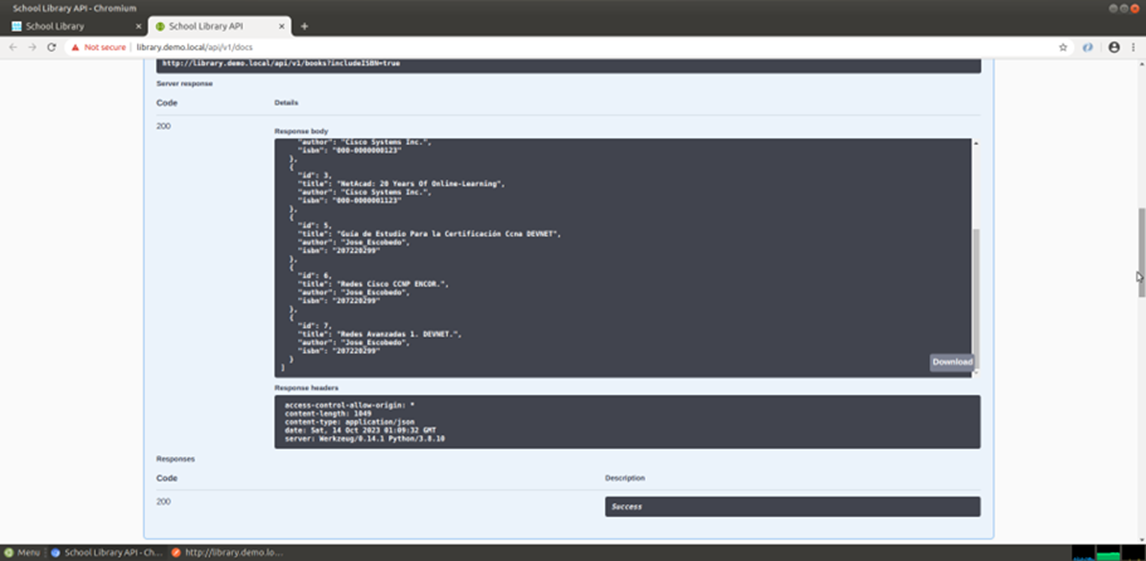 School Library API - Chromium
School Library
School Library API
Not secure library.demo.local/api/v1/docs
http://library.demo.local/api/v1/books?includeISBN=true
Server response
Code Details
200
Response body
"author": "Cisco Systems Inc.",
"isbn": "000-0000000123"
},
{
"id": 3,
"title": "NetAcad: 20 Years Of Online-Learning",
"author": "Cisco Systems Inc.",
"isbn": "000-0000001123"
},
{
"id": 5,
"title": "Guía de Estudio Para la Certificación Ccna DEVNET",
"author": "Jose_Escobedo",
"isbn": "207220299"
},
{
"id": 6,
"title": "Redes Cisco CCNP ENCOR.",
"author": "Jose_Escobedo",
"isbn": "207220299"
},
{
"id": 7,
"title": "Redes Avanzadas 1. DEVNET.",
"author": "Jose_Escobedo",
"isbn": "207220299"
}
]
Download
Response headers
access-control-allow-origin: *
content-length: 1049
content-type: application/json
date: Sat, 14 Oct 2023 01:09:32 GMT
server: Werkzeug/0.14.1 Python/3.8.10
Responses
Code Description
200 Success
Menu School Library API - Ch... http://library.demo.lo...